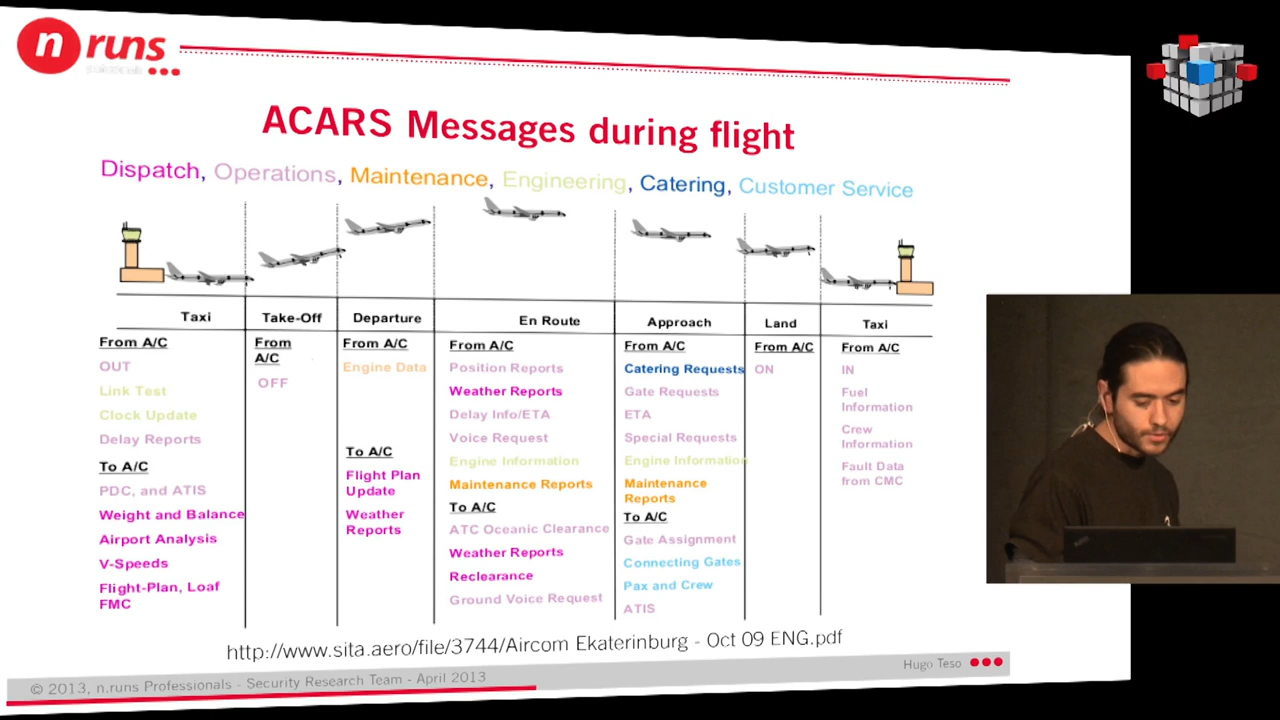 n runs
ACARS Messages during flight
Dispatch, Operations, Maintenance, Engineering, Catering, Customer Service
Taxi
Take-Off
Departure
En Route
Approach
Land
Taxi
From A/C
OUT
Link Test
Clock Update
Delay Reports
To A/C
PDC, and ATIS
Weight and Balance
Airport Analysis
V-Speeds
Flight-Plan, Loaf
FMC
From
A/C
OFF
From A/C
Engine Data
To A/C
Flight Plan
Update
Weather
Reports
From A/C
Position Reports
Weather Reports
Delay Info/ETA
Voice Request
Engine Information
Maintenance Reports
To A/C
ATC Oceanic Clearance
Weather Reports
Reclearance
Ground Voice Request
From A/C
Catering Requests
Gate Requests
ETA
Special Requests
Engine Information
Maintenance
Reports
To A/C
Gate Assignment
Connecting Gates
Pax and Crew
ATIS
From A/C
ON
From A/C
IN
Fuel
Information
Crew
Information
Fault Data
from CMC
http://www.sita.aero/file/3744/Aircom Ekaterinburg - Oct 09 ENG.pdf
© 2013, n.runs Professionals - Security Research Team - April 2013
Hugo Teso